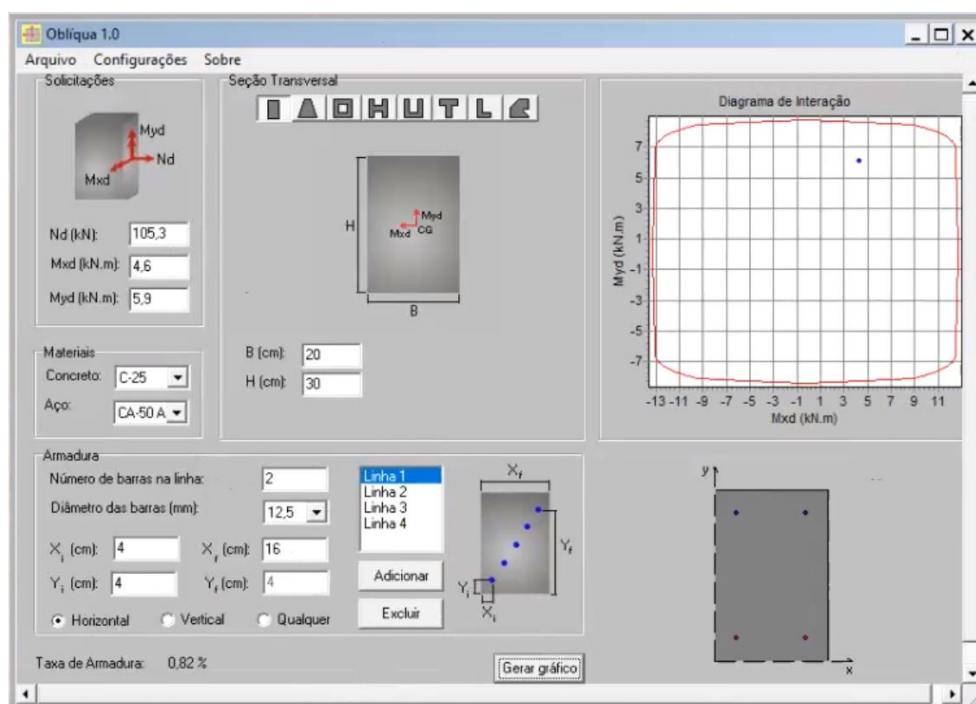 Oblíqua 1.0
Arquivo Configurações Sobre
Solicitações
Myd
Nd
Mxd
Nd (kN): 105,3
Mxd (kN.m): 4,6
Myd (kN.m): 5,9
Materiais
Concreto: C-25
Aço: CA-50 A
Seção Transversal
H
Myd
Mxd CG
B
B (cm): 20
H (cm): 30
Diagrama de Interação
Myd (kN.m)
7
5
3
1
-1
-3
-5
-7
-13 -11 -9 -7 -5 -3 -1 1 3 5 7 9 11
Mxd (kN.m)
Armadura
Número de barras na linha: 2
Diâmetro das barras (mm): 12,5
Xi (cm): 4 Xf (cm): 16
Yi (cm): 4 Yf (cm): 4
Horizontal Vertical Qualquer
Linha 1
Linha 2
Linha 3
Linha 4
Adicionar
Excluir
Xf
Yf
Yi
Xi
Taxa de Armadura: 0,82 %
Gerar gráfico
y
x